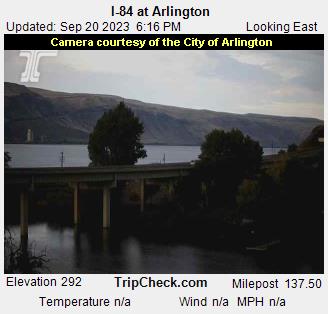 I-84 at Arlington
Updated: Sep 20 2023 6:16 PM Looking East
Camera courtesy of the City of Arlington
Elevation 292 TripCheck.com Milepost 137.50
Temperature n/a Wind n/a MPH n/a